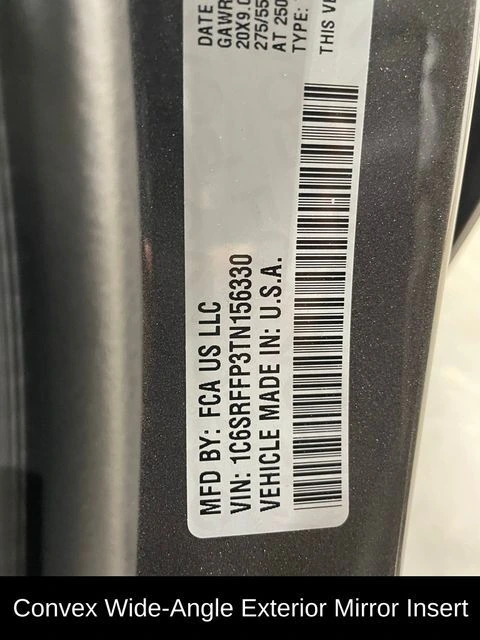 MFD BY: FCA US LLC
VIN: 1C6SRFFP3TN156330
VEHICLE MADE IN: U.S.A.
DATE
GAWR
20X9.0
275/55
AT 250
TYPE:
THIS VE
Convex Wide-Angle Exterior Mirror Insert